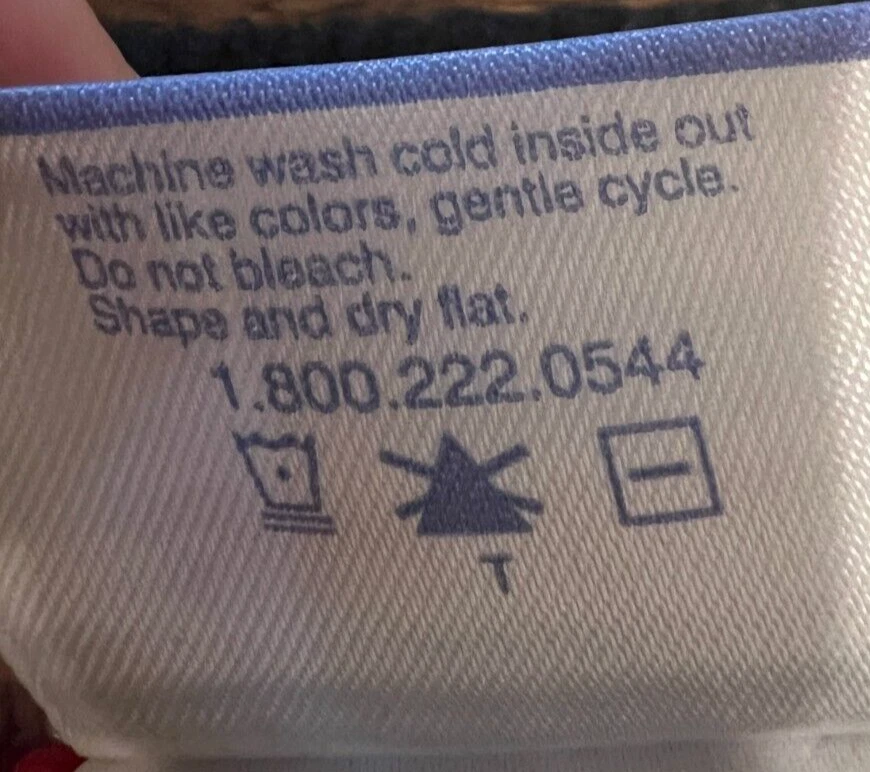 Machine wash cold inside out
with like colors, gentle cycle.
Do not bleach.
Shape and dry flat.
1.800.222.0544
T